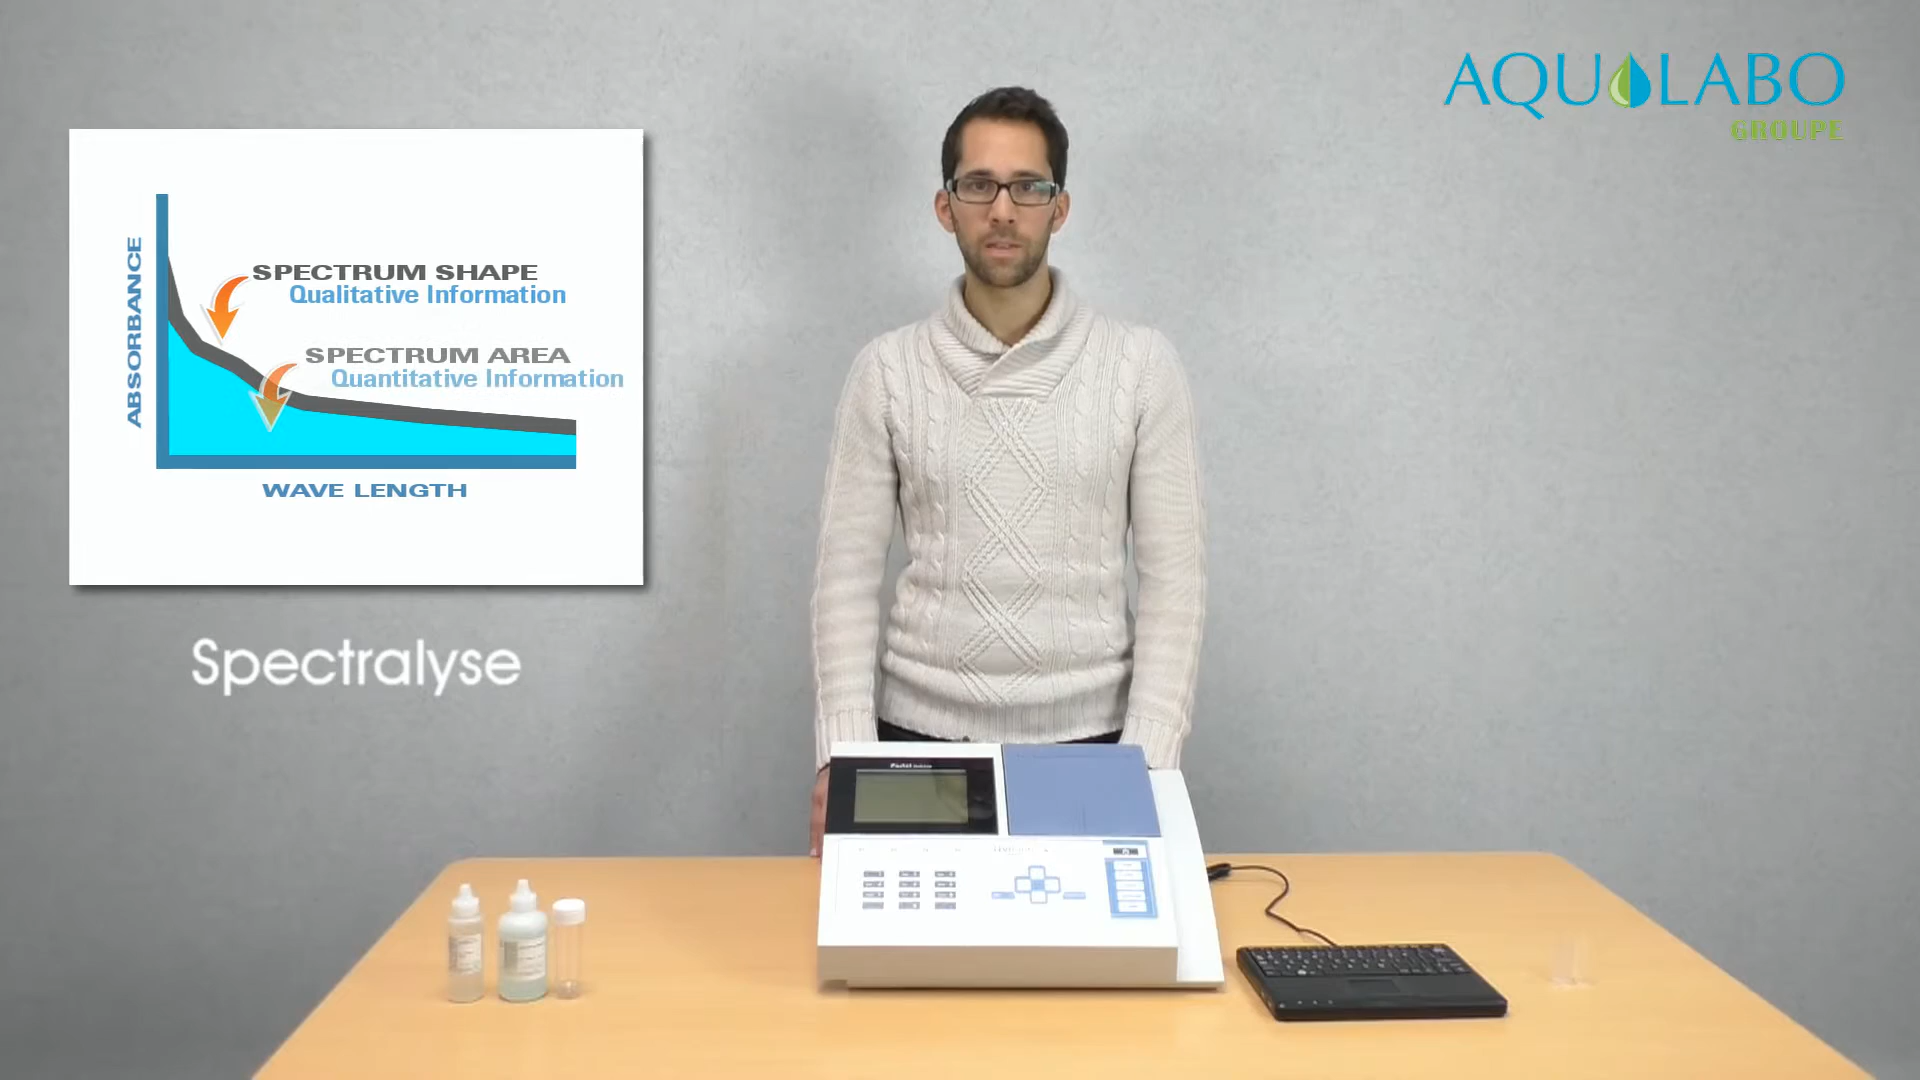 AQUALABO
GROUPE
ABSORBANCE
SPECTRUM SHAPE
Qualitative Information
SPECTRUM AREA
Quantitative Information
WAVE LENGTH
Spectralyse